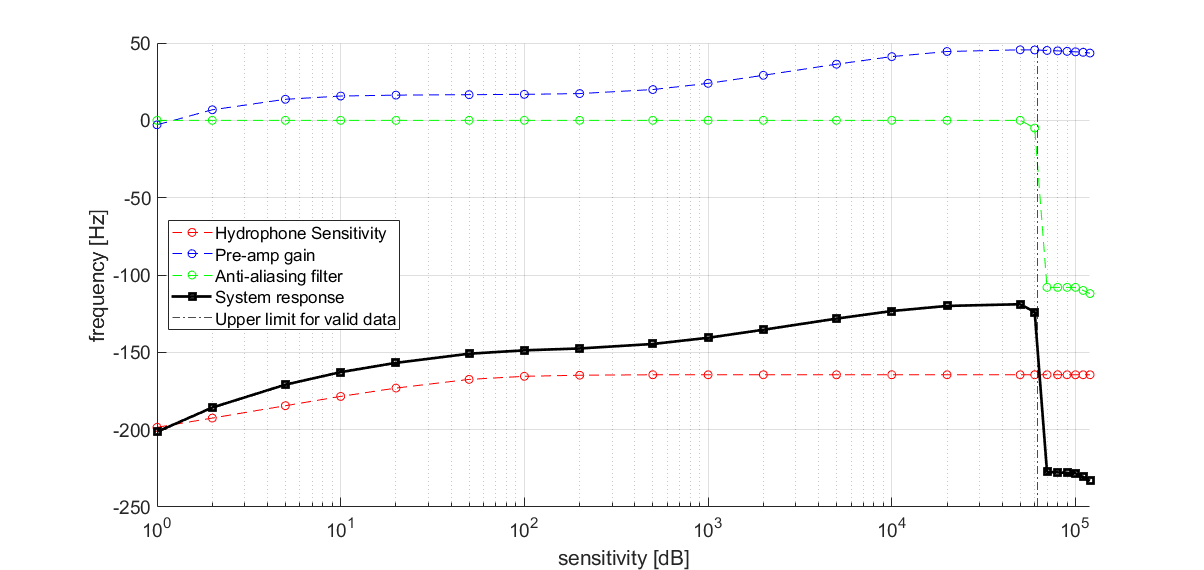 50
0
-50
-100
-150
-200
-250
frequency [Hz]
Hydrophone Sensitivity
Pre-amp gain
Anti-aliasing filter
System response
Upper limit for valid data
10^0 10^1 10^2 10^3 10^4 10^5
sensitivity [dB]